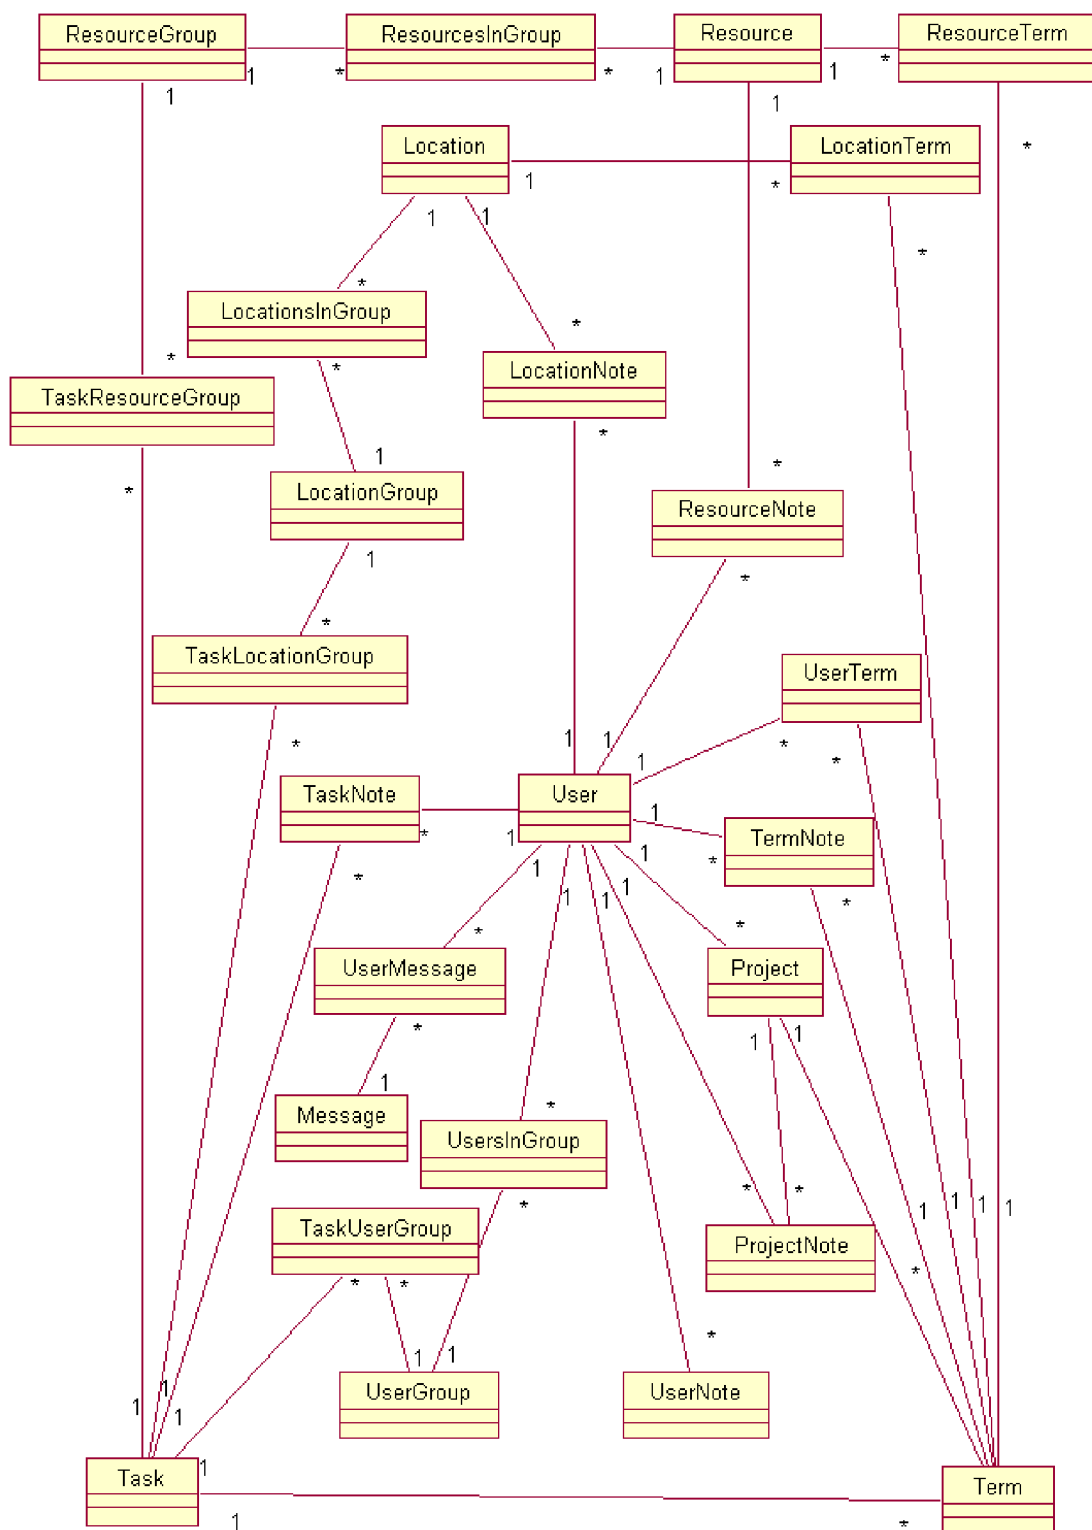 ResourceGroup ResourcesInGroup Resource ResourceTerm
1 * * 1 1 *
1 1
Location LocationTerm *
1 *
1 1 *
* *
LocationsInGroup
* * LocationNote
TaskResourceGroup
* 1 *
* LocationGroup * ResourceNote
1 *
*
TaskLocationGroup UserTerm
* 1 1 1 * *
TaskNote User
* 1 1 * TermNote
* 1 1 1 1 1 *
* *
UserMessage Project
* 1 1
1
Message * UsersInGroup
* * *
TaskUserGroup 1 1 1 1
ProjectNote
* * *
1 1 *
UserGroup UserNote
1 1 1
1
Task Term
1 *